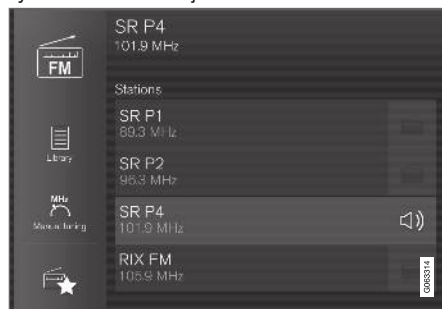 SR P4
101.9 MHz
FM
Stations
SR P1
89.3 MHz
Library
SR P2
96.3 MHz
MHz
Manual tuning
SR P4
101.9 MHz
RIX FM
105.9 MHz
G063314